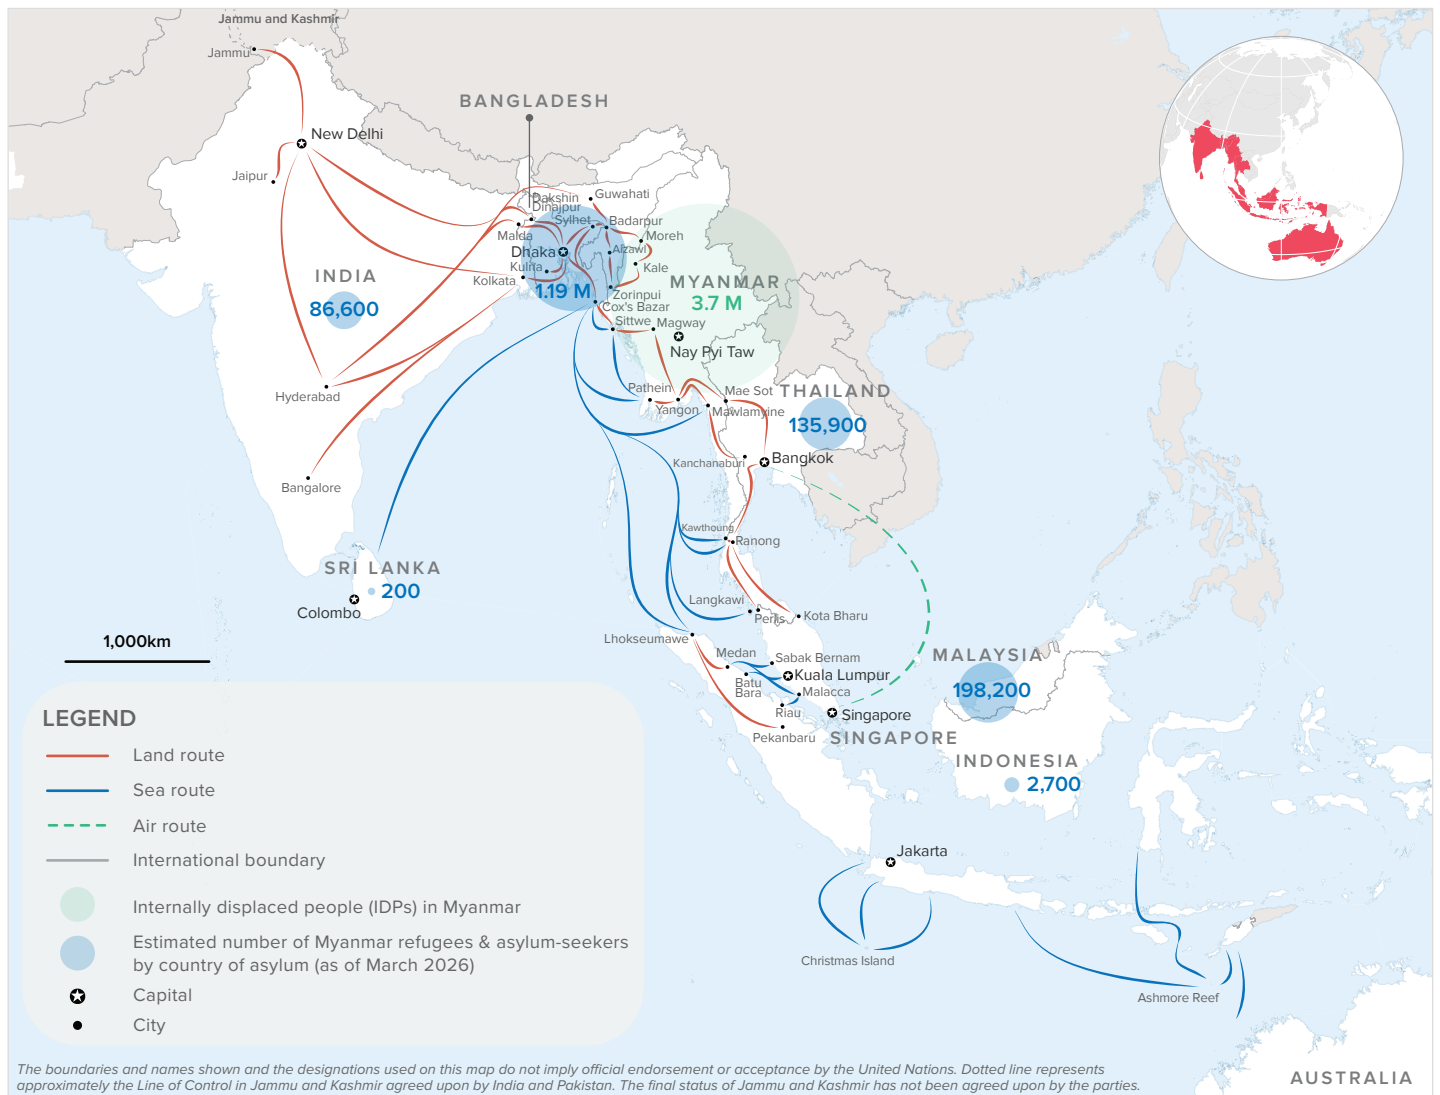 Jammu and Kashmir
Jammu
BANGLADESH
New Delhi
Jaipur
Dakshin
Dinajpur
Guwahati
Sylhet
Badarpur
Malda
Moreh
Dhaka
Aizawl
Kulna
Kale
Kolkata
INDIA
86,600
1.19 M
MYANMAR
3.7 M
Zorinpui
Cox's Bazar
Sittwe
Magway
Nay Pyi Taw
Hyderabad
Pathein
Yangon
Mae Sot
Mawlamyine
THAILAND
135,900
Kanchanaburi
Bangkok
Bangalore
Kawthoung
Ranong
SRI LANKA
200
Colombo
Langkawi
Perlis
Kota Bharu
1,000km
Lhokseumawe
Medan
Sabak Bernam
Kuala Lumpur
Batu
Bara
Malacca
Riau
Singapore
Pekanbaru
SINGAPORE
MALAYSIA
198,200
INDONESIA
2,700
LEGEND
Land route
Sea route
Air route
International boundary
Internally displaced people (IDPs) in Myanmar
Estimated number of Myanmar refugees & asylum-seekers
by country of asylum (as of March 2026)
Capital
City
Jakarta
Christmas Island
Ashmore Reef
AUSTRALIA
The boundaries and names shown and the designations used on this map do not imply official endorsement or acceptance by the United Nations. Dotted line represents
approximately the Line of Control in Jammu and Kashmir agreed upon by India and Pakistan. The final status of Jammu and Kashmir has not been agreed upon by the parties.